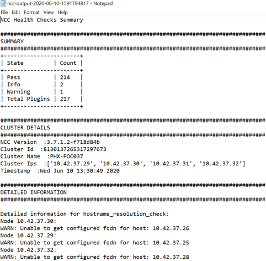 ncc-output-2020-06-10-1591794817 - Notepad
File Edit Format View Help
NCC Health Checks Summary
################################################
SUMMARY
################################################
+-----------------------+
| State | Count |
+-----------------------+
| Pass | 214 |
| Info | 2 |
| Warning | 1 |
| Total Plugins | 217 |
+-----------------------+
################################################
CLUSTER DETAILS
################################################
NCC Version :3.7.1.2-f718d84b
Cluster Id :8130137265317297673
Cluster Name :PHX-POC037
Cluster Ips :['10.42.37.29', '10.42.37.30', '10.42.37.31', '10.42.37.32']
Timestamp :Wed Jun 10 13:30:49 2020
################################################
DETAILED INFORMATION
################################################
Detailed information for hostname_resolution_check:
Node 10.42.37.30:
WARN: Unable to get configured fqdn for host: 10.42.37.26
Node 10.42.37.29:
WARN: Unable to get configured fqdn for host: 10.42.37.25
Node 10.42.37.32:
WARN: Unable to get configured fqdn for host: 10.42.37.28